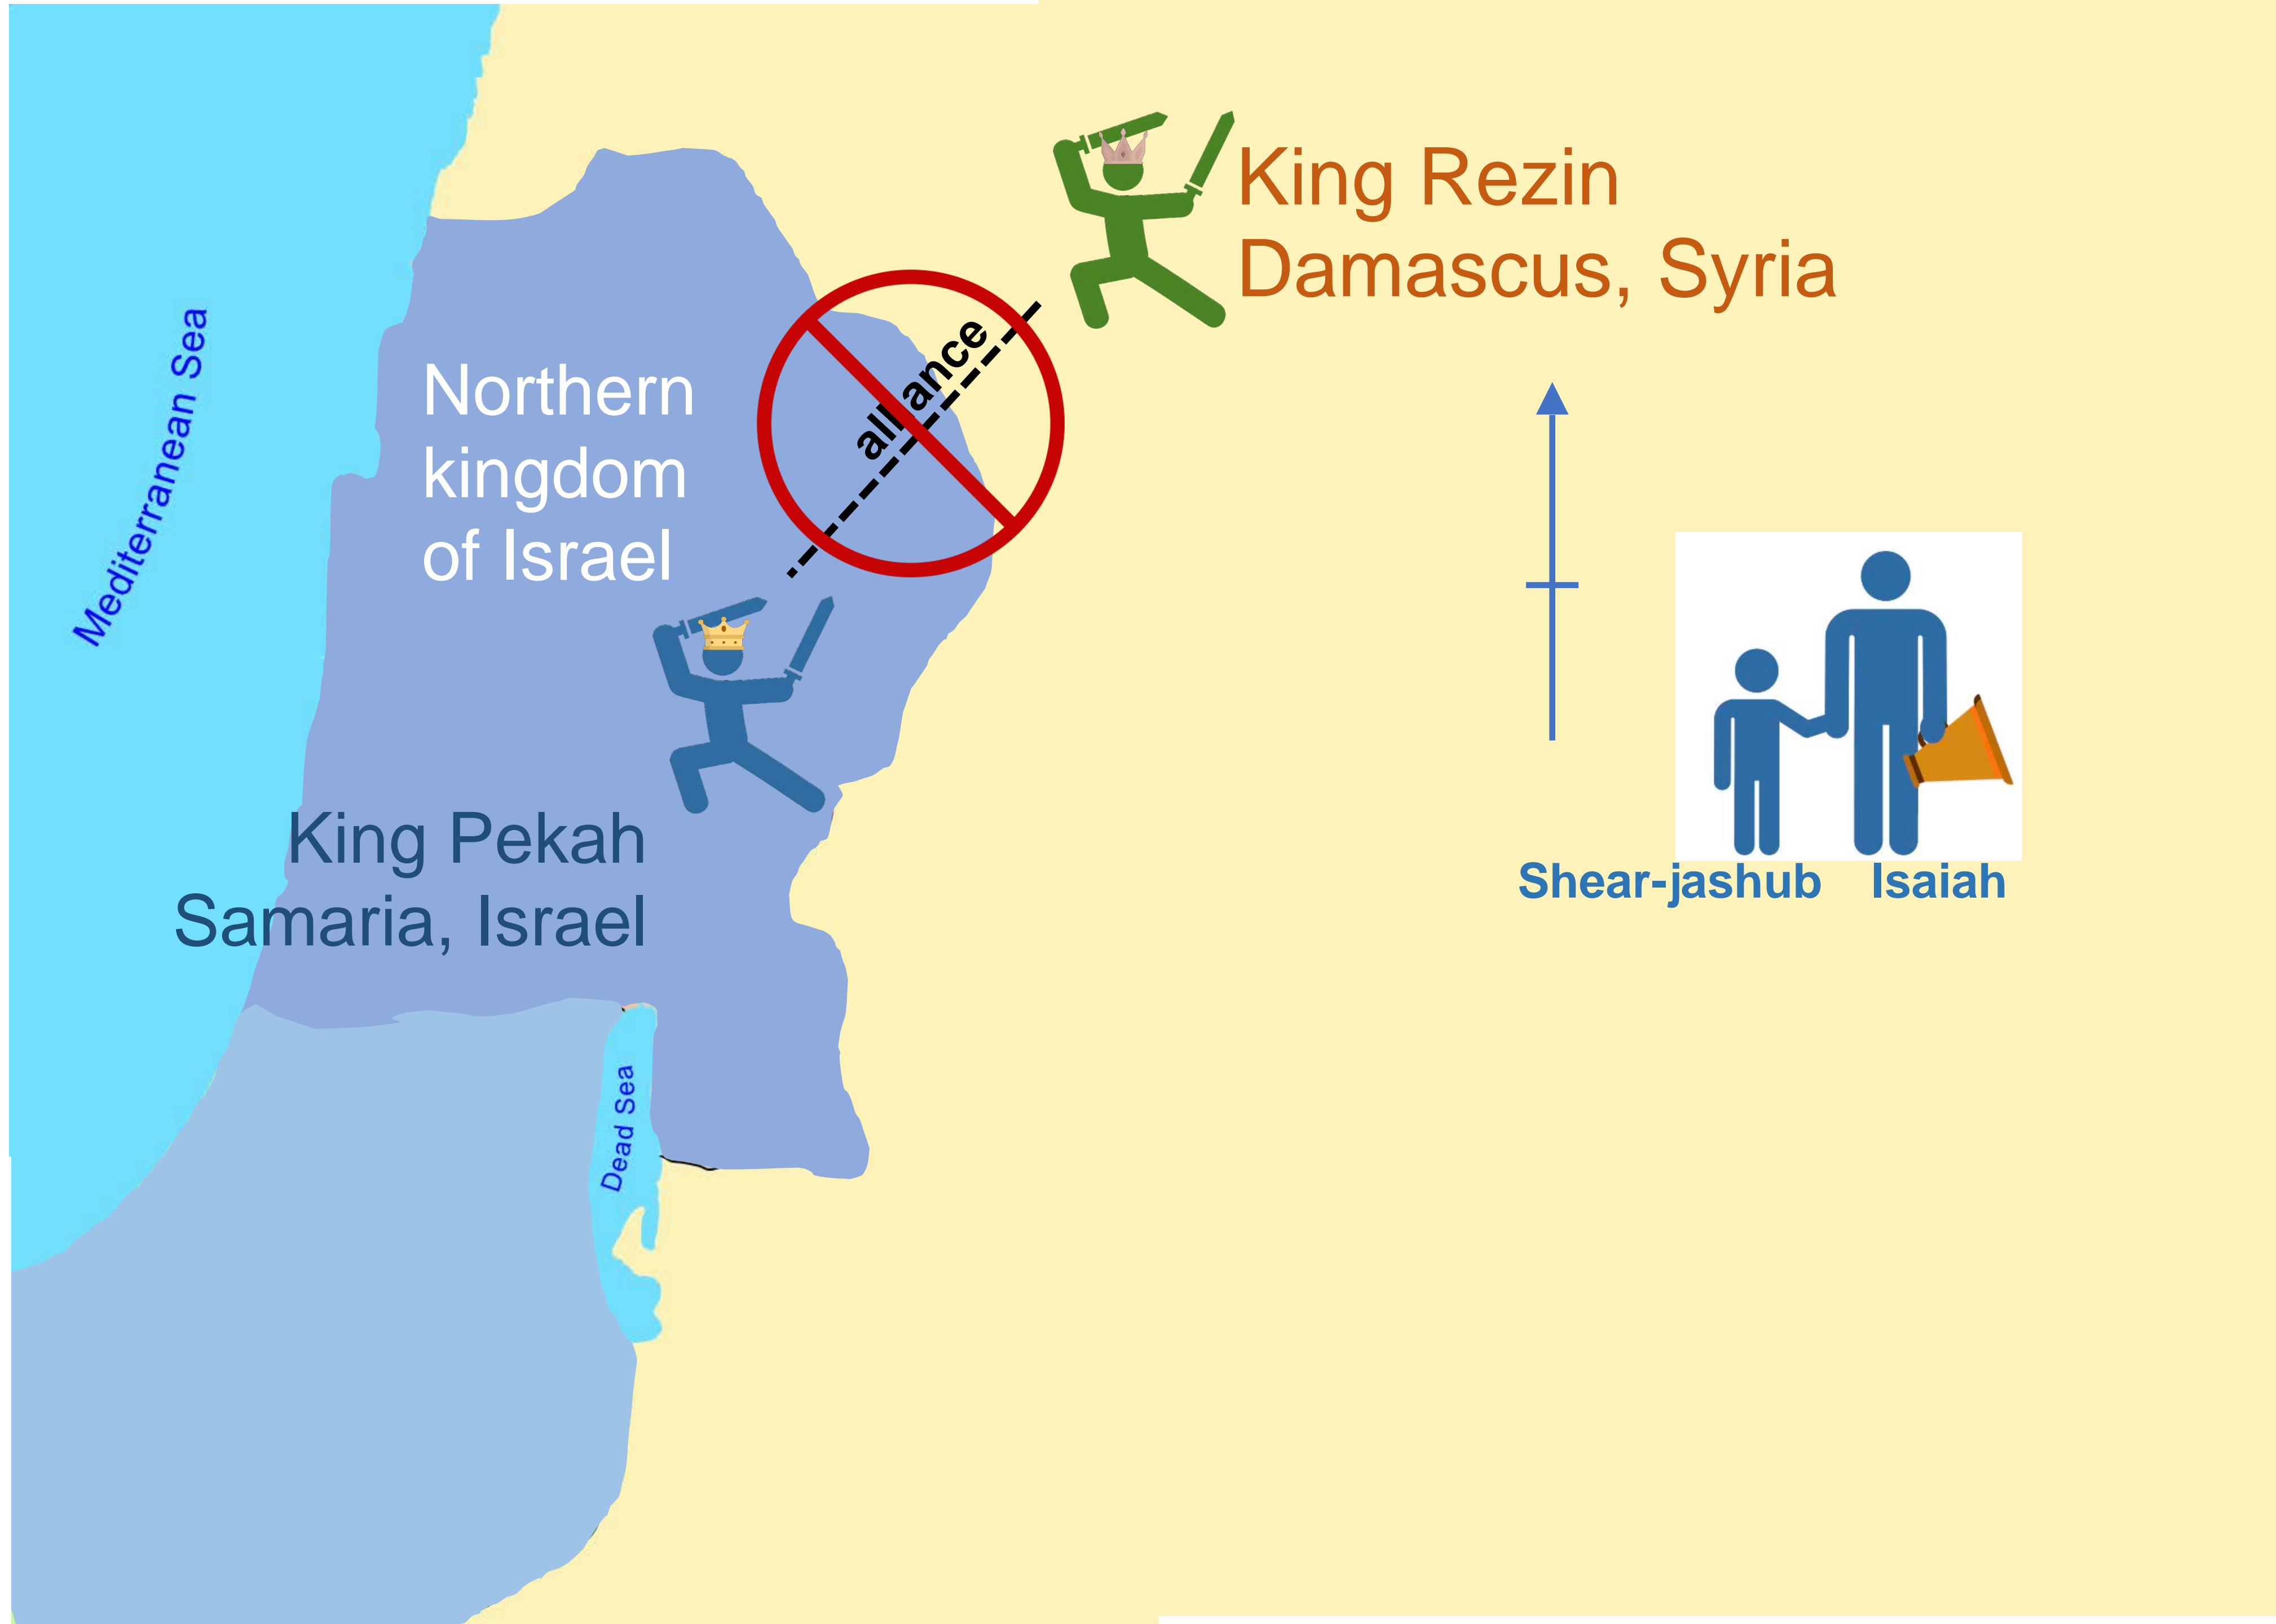 King Rezin
Damascus, Syria
Mediterranean Sea
alliance
Northern
kingdom
of Israel
King Pekah
Samaria, Israel
Shear-jashub
Isaiah
Dead Sea